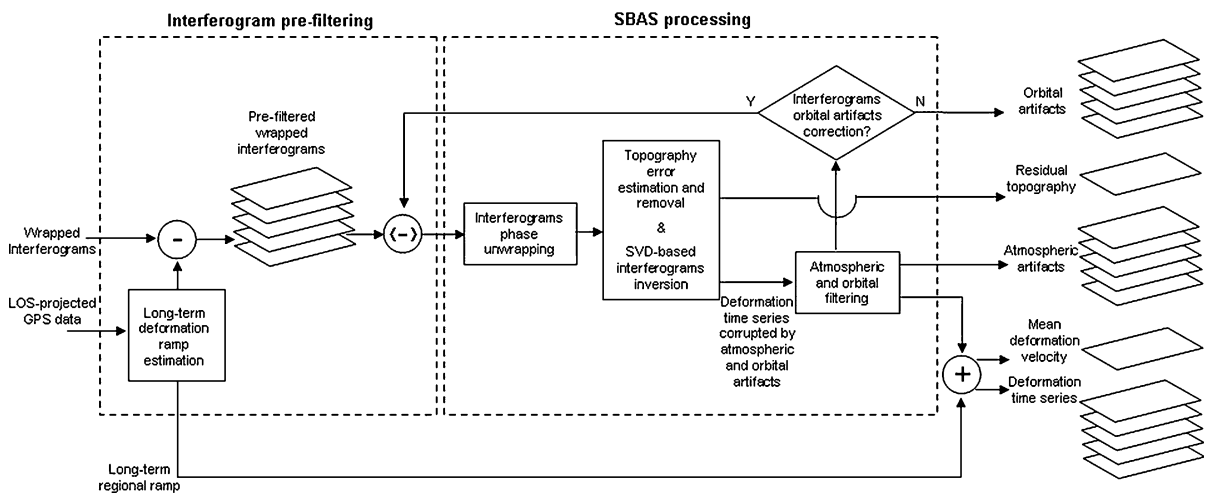 Interferogram pre-filtering
SBAS processing
Pre-filtered
wrapped
interferograms
Wrapped
Interferograms
-
LOS-projected
GPS data
Long-term
deformation
ramp
estimation
Long-term
regional ramp
(-)
Interferograms
phase
unwrapping
Topography
error
estimation and
removal
&
SVD-based
interferograms
inversion
Deformation
time series
corrupted by
atmospheric
and orbital
artifacts
Y
Interferograms
orbital artifacts
correction?
N
Atmospheric
and orbital
filtering
+
Orbital
artifacts
Residual
topography
Atmospheric
artifacts
Mean
deformation
velocity
Deformation
time series